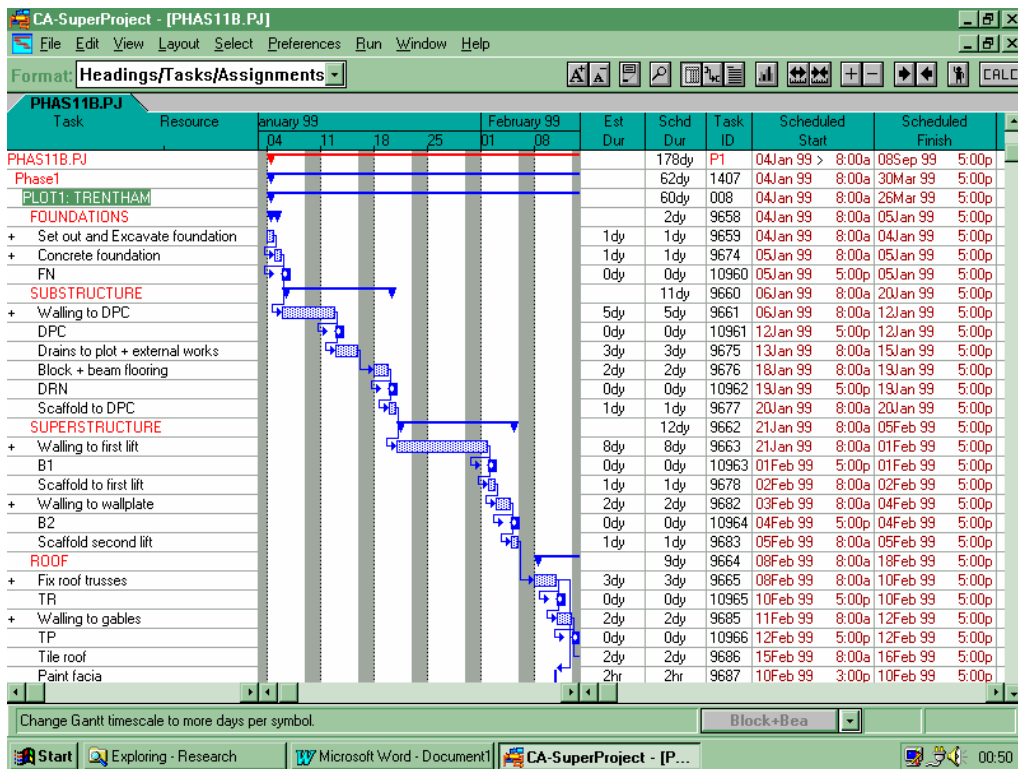 CA-SuperProject - [PHAS11B.PJ]
File Edit View Layout Select Preferences Run Window Help
Format: Headings/Tasks/Assignments CALC
PHAS11B.PJ
Task Resource anuary 99 February 99 Est Schd Task Scheduled Scheduled
04 11 18 25 01 08 Dur Dur ID Start Finish
PHAS11B.PJ 178dy P1 04Jan 99 > 8:00a 08Sep 99 5:00p
Phase1 62dy 1407 04Jan 99 8:00a 30Mar 99 5:00p
PLOT1: TRENTHAM 60dy 008 04Jan 99 8:00a 26Mar 99 5:00p
FOUNDATIONS 2dy 9658 04Jan 99 8:00a 05Jan 99 5:00p
+ Set out and Excavate foundation 1dy 1dy 9659 04Jan 99 8:00a 04Jan 99 5:00p
+ Concrete foundation 1dy 1dy 9674 05Jan 99 8:00a 05Jan 99 5:00p
FN 0dy 0dy 10960 05Jan 99 5:00p 05Jan 99 5:00p
SUBSTRUCTURE 11dy 9660 06Jan 99 8:00a 20Jan 99 5:00p
+ Walling to DPC 5dy 5dy 9661 06Jan 99 8:00a 12Jan 99 5:00p
DPC 0dy 0dy 10961 12Jan 99 5:00p 12Jan 99 5:00p
Drains to plot + external works 3dy 3dy 9675 13Jan 99 8:00a 15Jan 99 5:00p
Block + beam flooring 2dy 2dy 9676 18Jan 99 8:00a 19Jan 99 5:00p
DRN 0dy 0dy 10962 19Jan 99 5:00p 19Jan 99 5:00p
Scaffold to DPC 1dy 1dy 9677 20Jan 99 8:00a 20Jan 99 5:00p
SUPERSTRUCTURE 12dy 9662 21Jan 99 8:00a 05Feb 99 5:00p
+ Walling to first lift 8dy 8dy 9663 21Jan 99 8:00a 01Feb 99 5:00p
B1 0dy 0dy 10963 01Feb 99 5:00p 01Feb 99 5:00p
Scaffold to first lift 1dy 1dy 9678 02Feb 99 8:00a 02Feb 99 5:00p
+ Walling to wallplate 2dy 2dy 9682 03Feb 99 8:00a 04Feb 99 5:00p
B2 0dy 0dy 10964 04Feb 99 5:00p 04Feb 99 5:00p
Scaffold second lift 1dy 1dy 9683 05Feb 99 8:00a 05Feb 99 5:00p
ROOF 9dy 9664 08Feb 99 8:00a 18Feb 99 5:00p
+ Fix roof trusses 3dy 3dy 9665 08Feb 99 8:00a 10Feb 99 5:00p
TR 0dy 0dy 10965 10Feb 99 5:00p 10Feb 99 5:00p
+ Walling to gables 2dy 2dy 9685 11Feb 99 8:00a 12Feb 99 5:00p
TP 0dy 0dy 10966 12Feb 99 5:00p 12Feb 99 5:00p
Tile roof 2dy 2dy 9686 15Feb 99 8:00a 16Feb 99 5:00p
Paint facia 2hr 2hr 9687 10Feb 99 3:00p 10Feb 99 5:00p
Change Gantt timescale to more days per symbol. Block+Bea
Start Exploring - Research Microsoft Word - Document1 CA-SuperProject - [P... 00:50